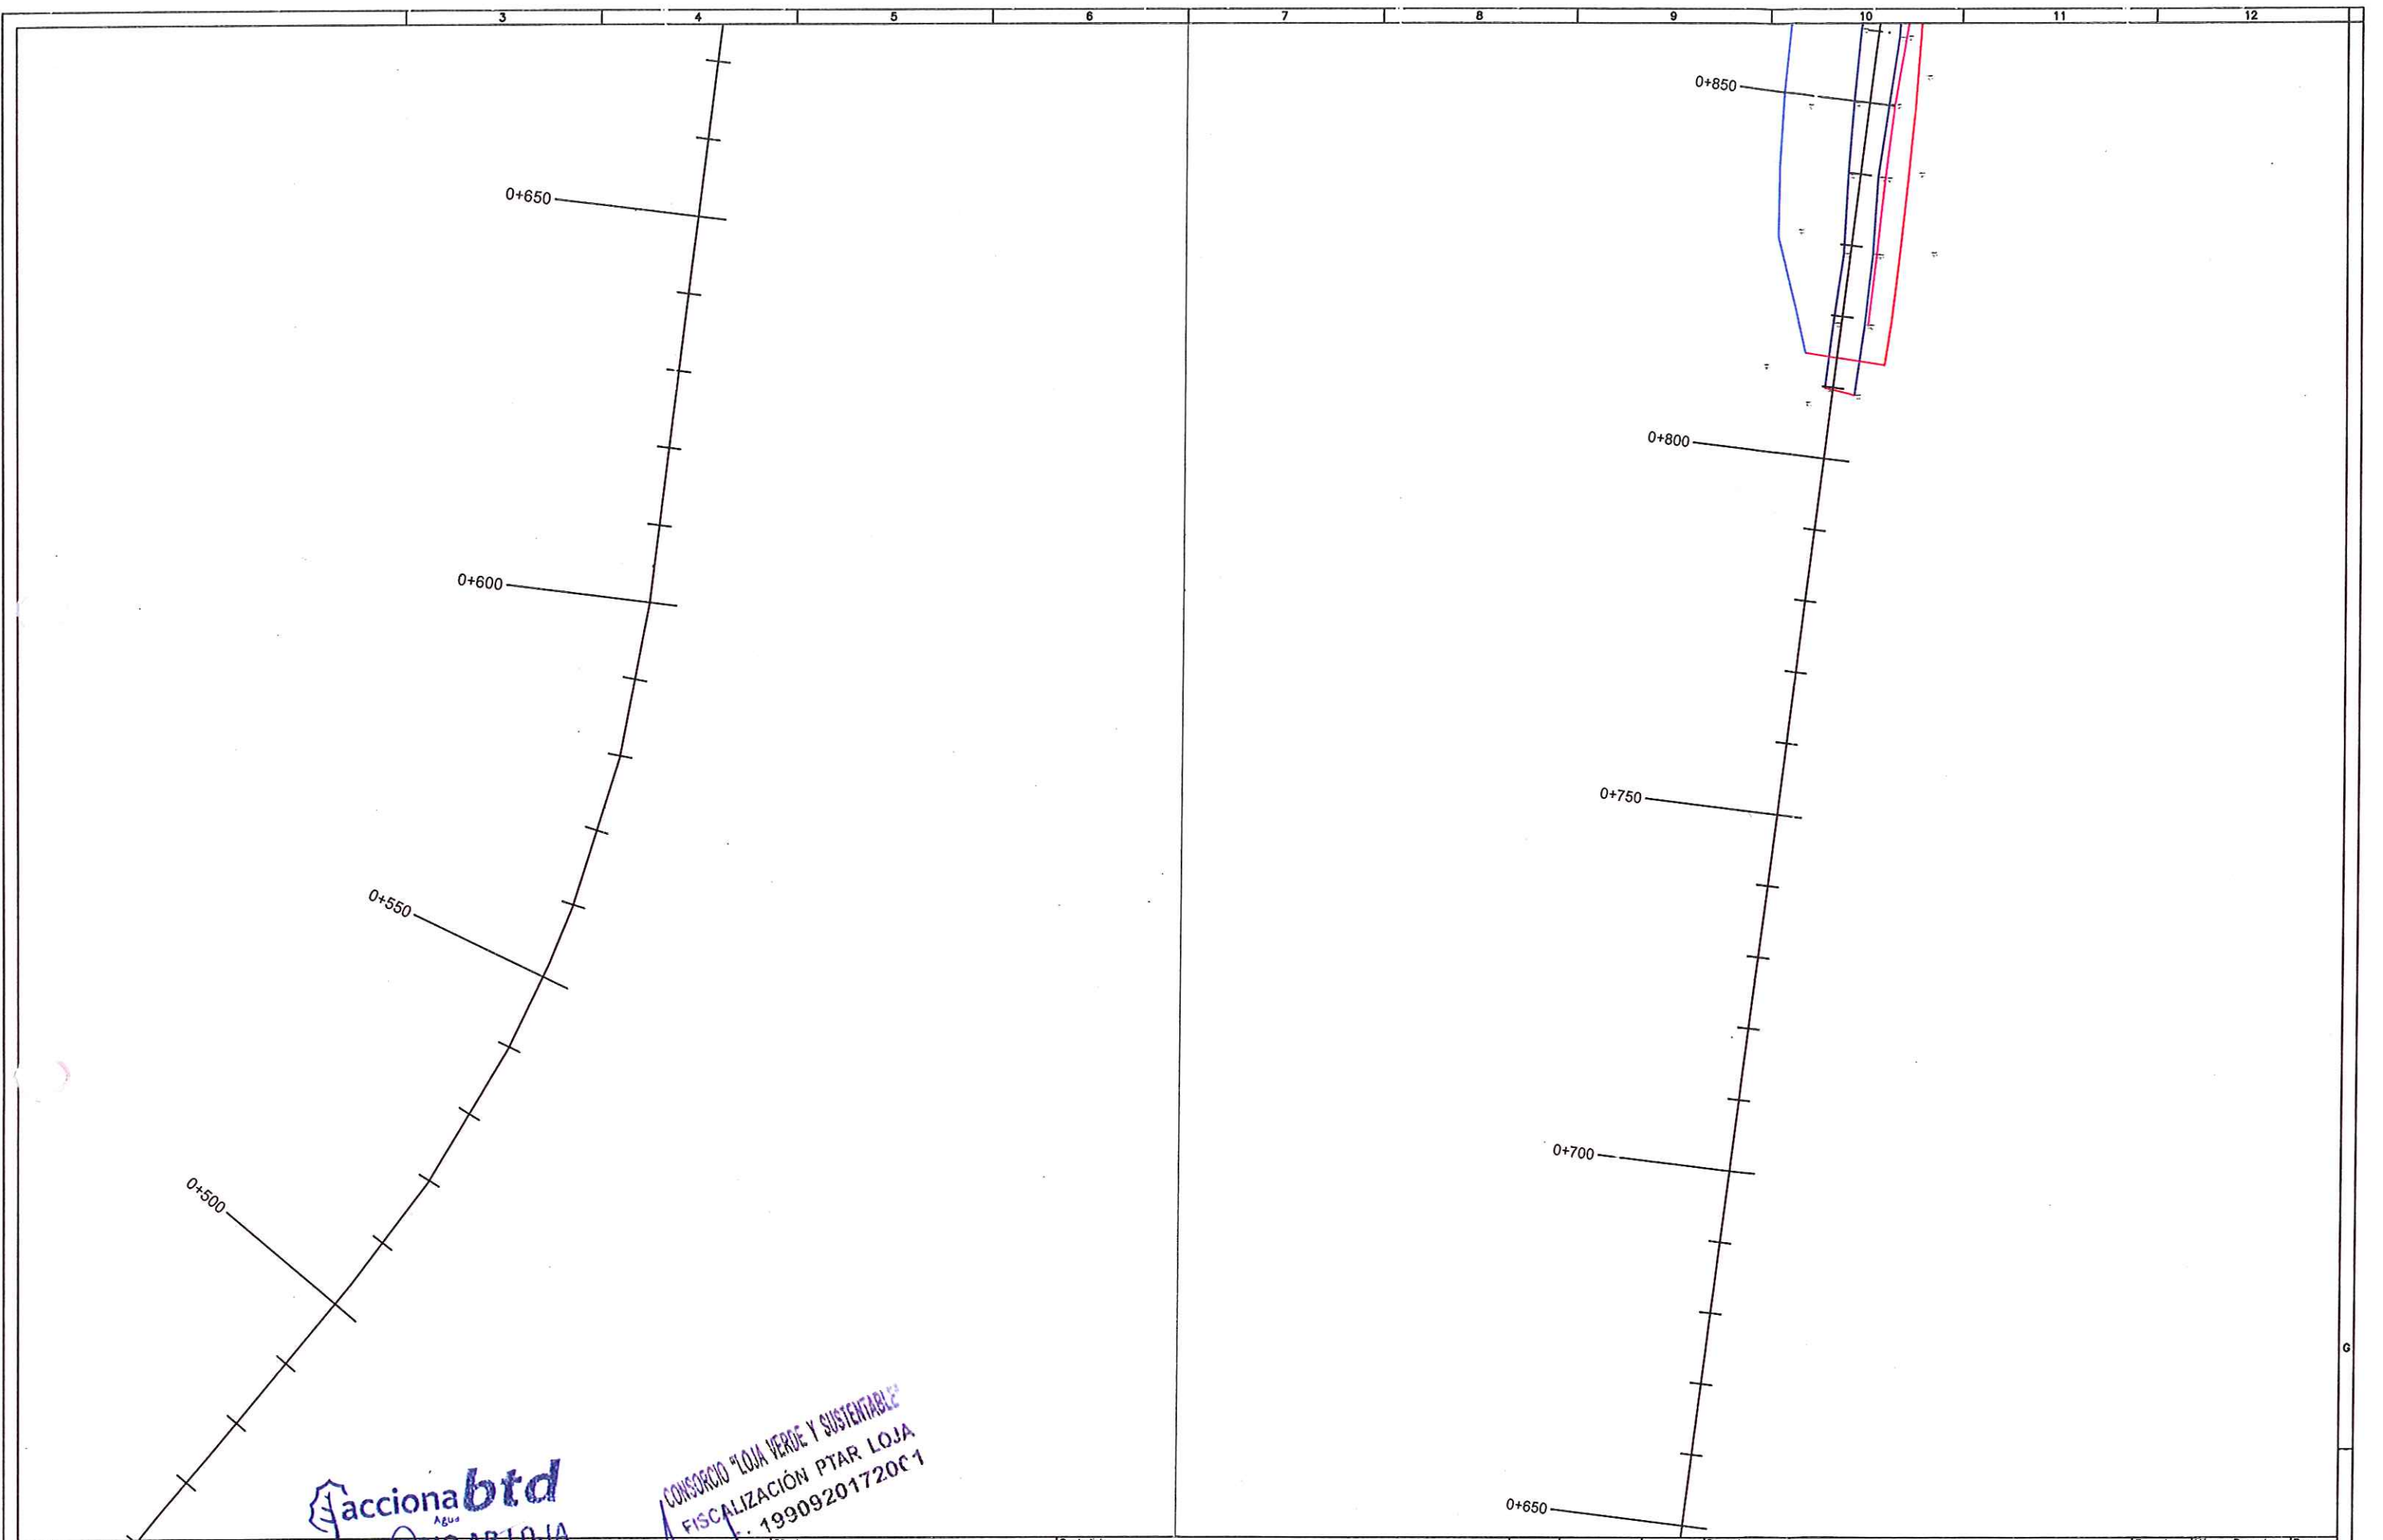 3 4 5 6 7 8 9 10 11 12
0+850
0+650
0+800
0+600
0+750
0+550
0+700
0+500
G
0+650
CONSORCIO "LOJA VERDE Y SUSTENTABLE"
FISCALIZACIÓN PTAR LOJA
acciona btd
Agua